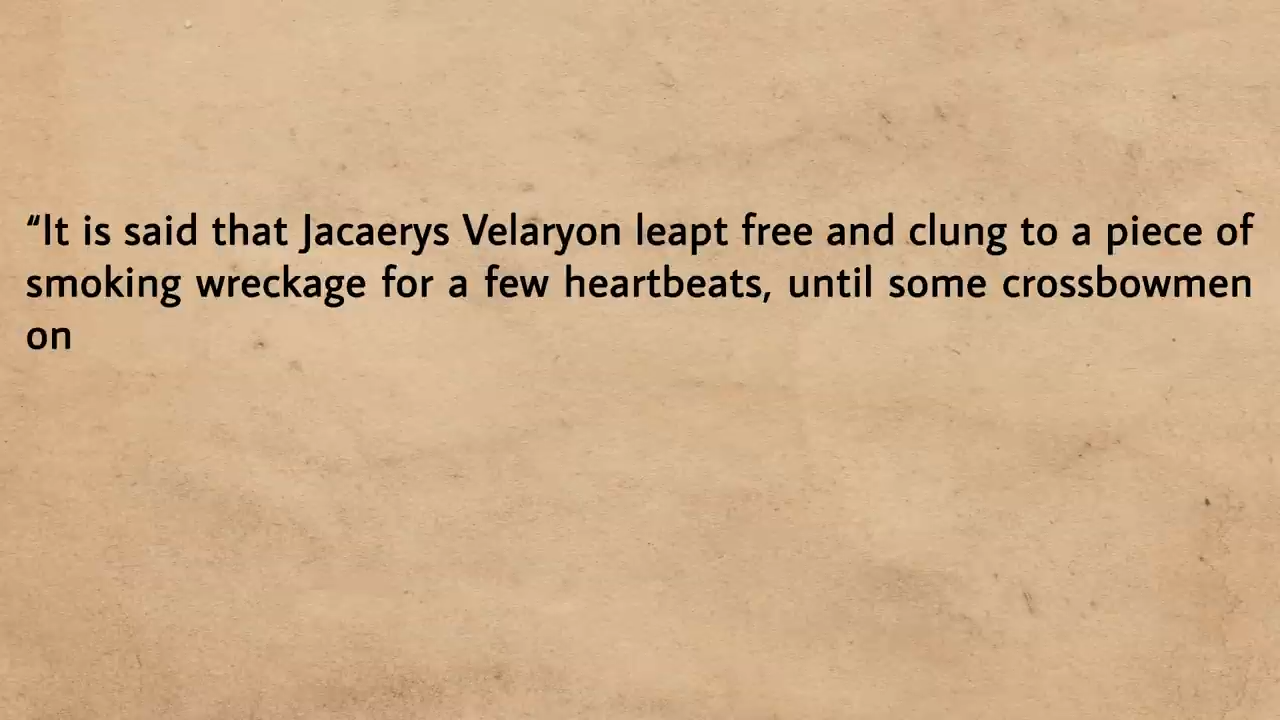 “It is said that Jacaerys Velaryon leapt free and clung to a piece of
smoking wreckage for a few heartbeats, until some crossbowmen
on